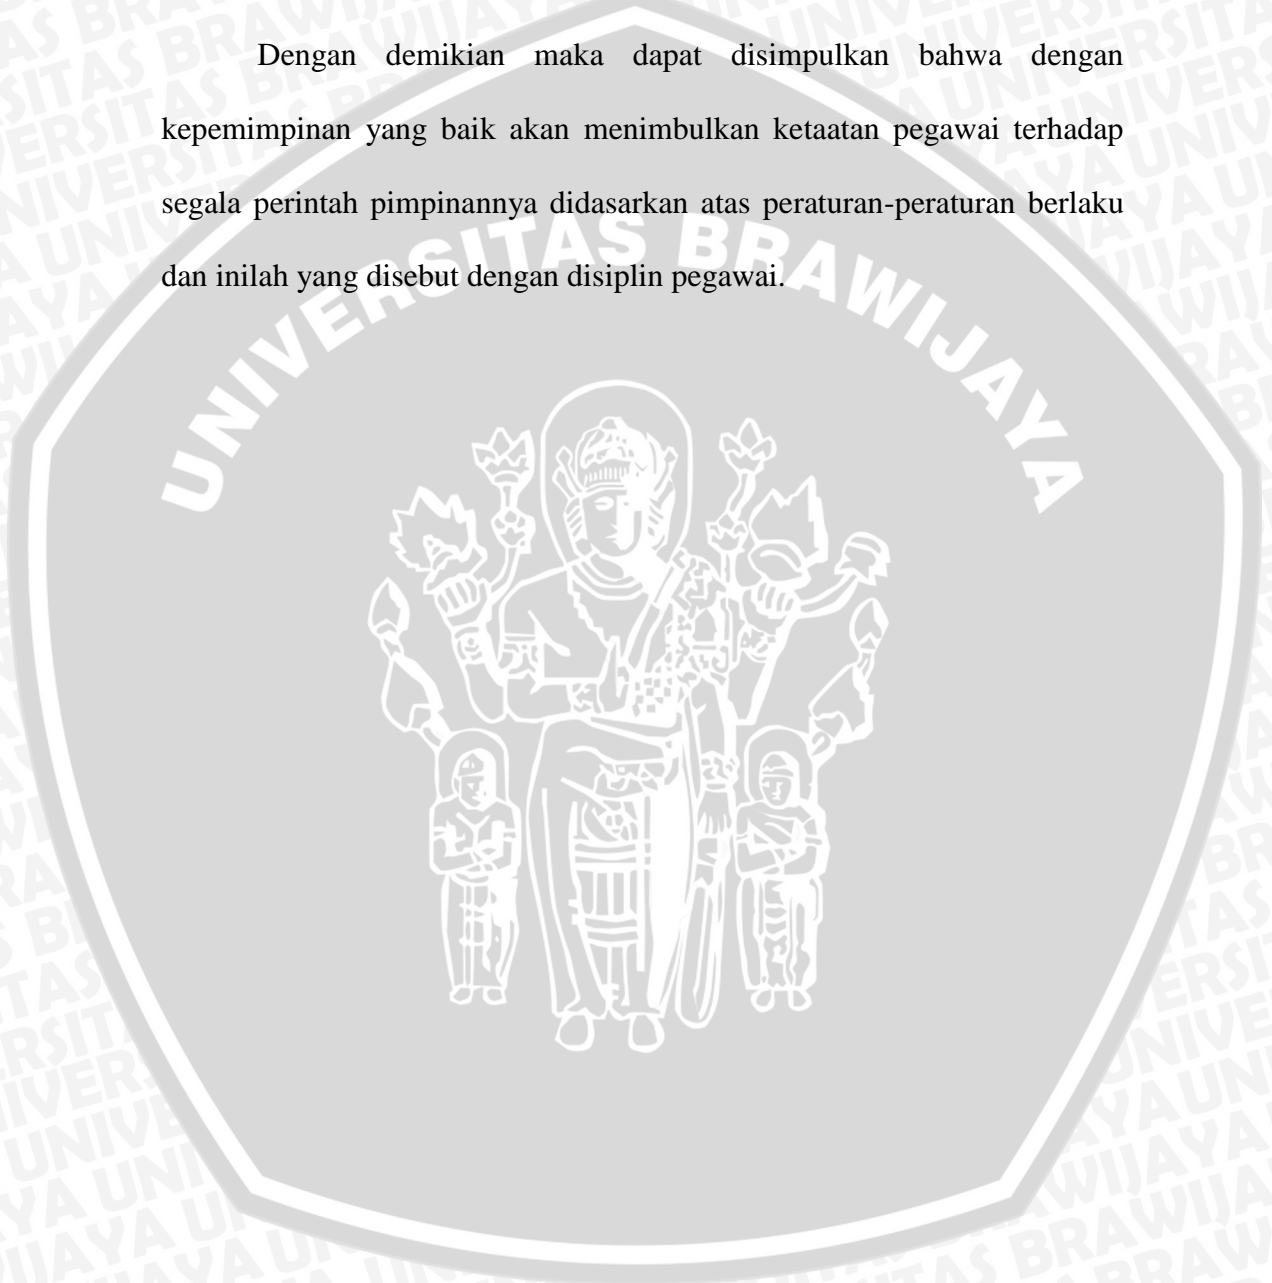 Dengan demikian maka dapat disimpulkan bahwa dengan
kepemimpinan yang baik akan menimbulkan ketaatan pegawai terhadap
segala perintah pimpinannya didasarkan atas peraturan-peraturan berlaku
dan inilah yang disebut dengan disiplin pegawai.
UNIVERSITAS BRAWIJAYA